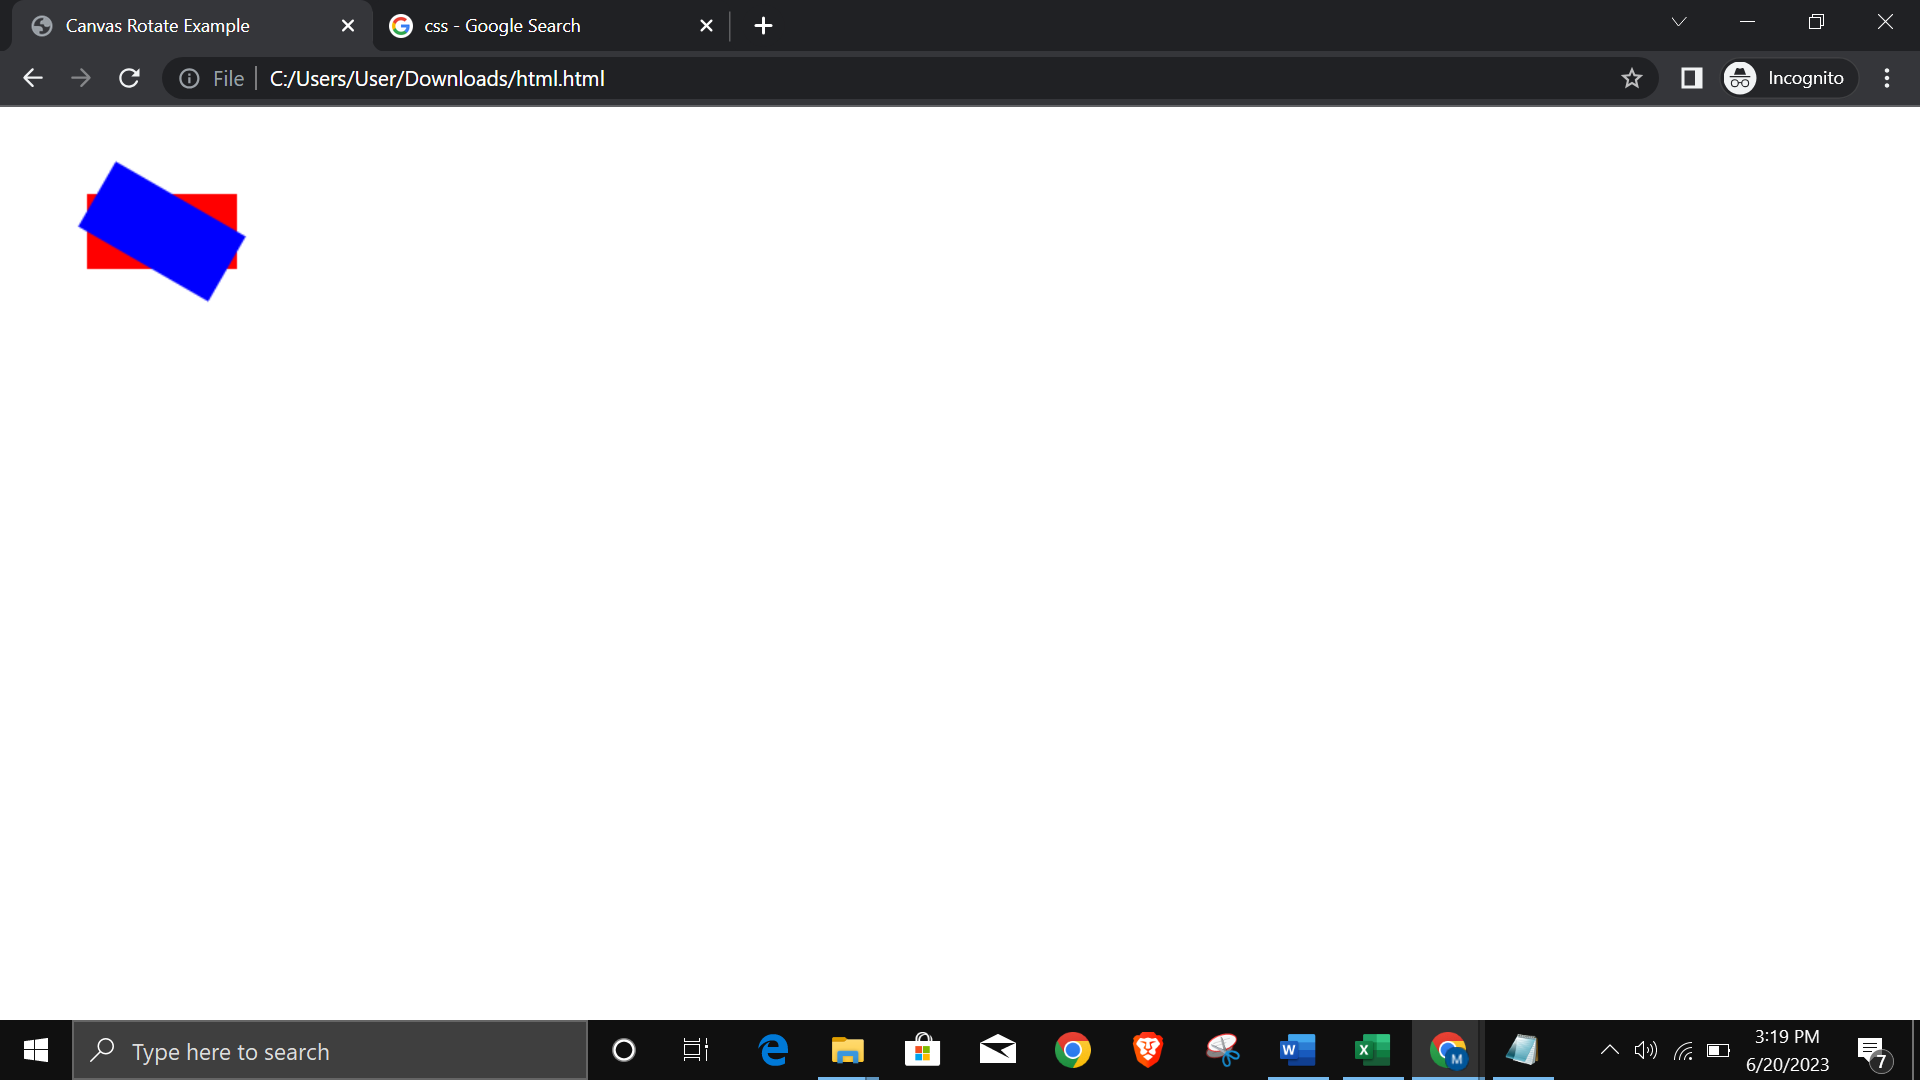 Canvas Rotate Example
css - Google Search
File
C:/Users/User/Downloads/html.html
Incognito
Type here to search
W
X
M
3:19 PM
6/20/2023
7